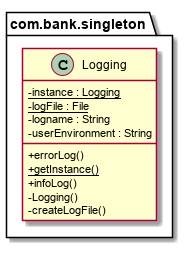 com.bank.singleton
C Logging
-instance : Logging
-logFile : File
-logname : String
-userEnvironment : String
+errorLog()
+getInstance()
+infoLog()
-Logging()
-createLogFile()